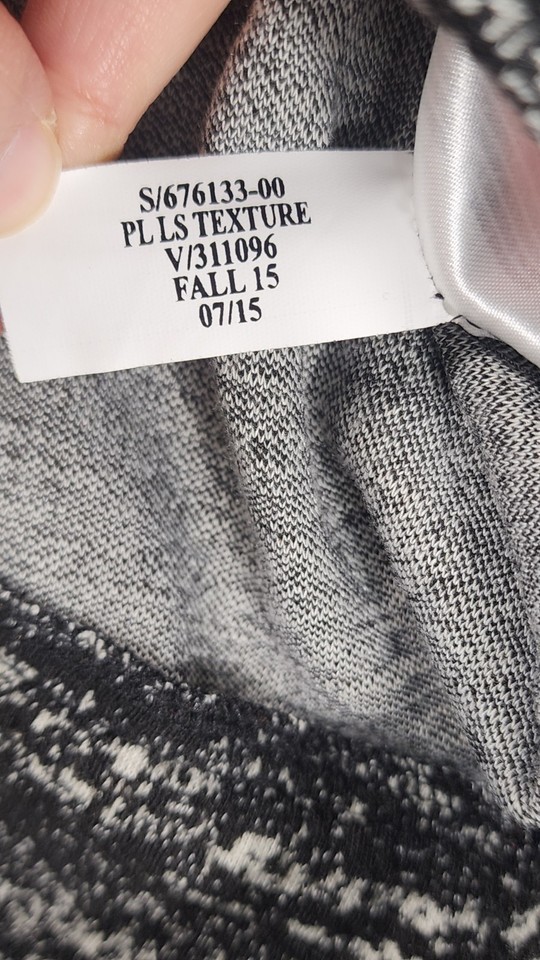 S/676133-00
PL LS TEXTURE
V/311096
FALL 15
07/15